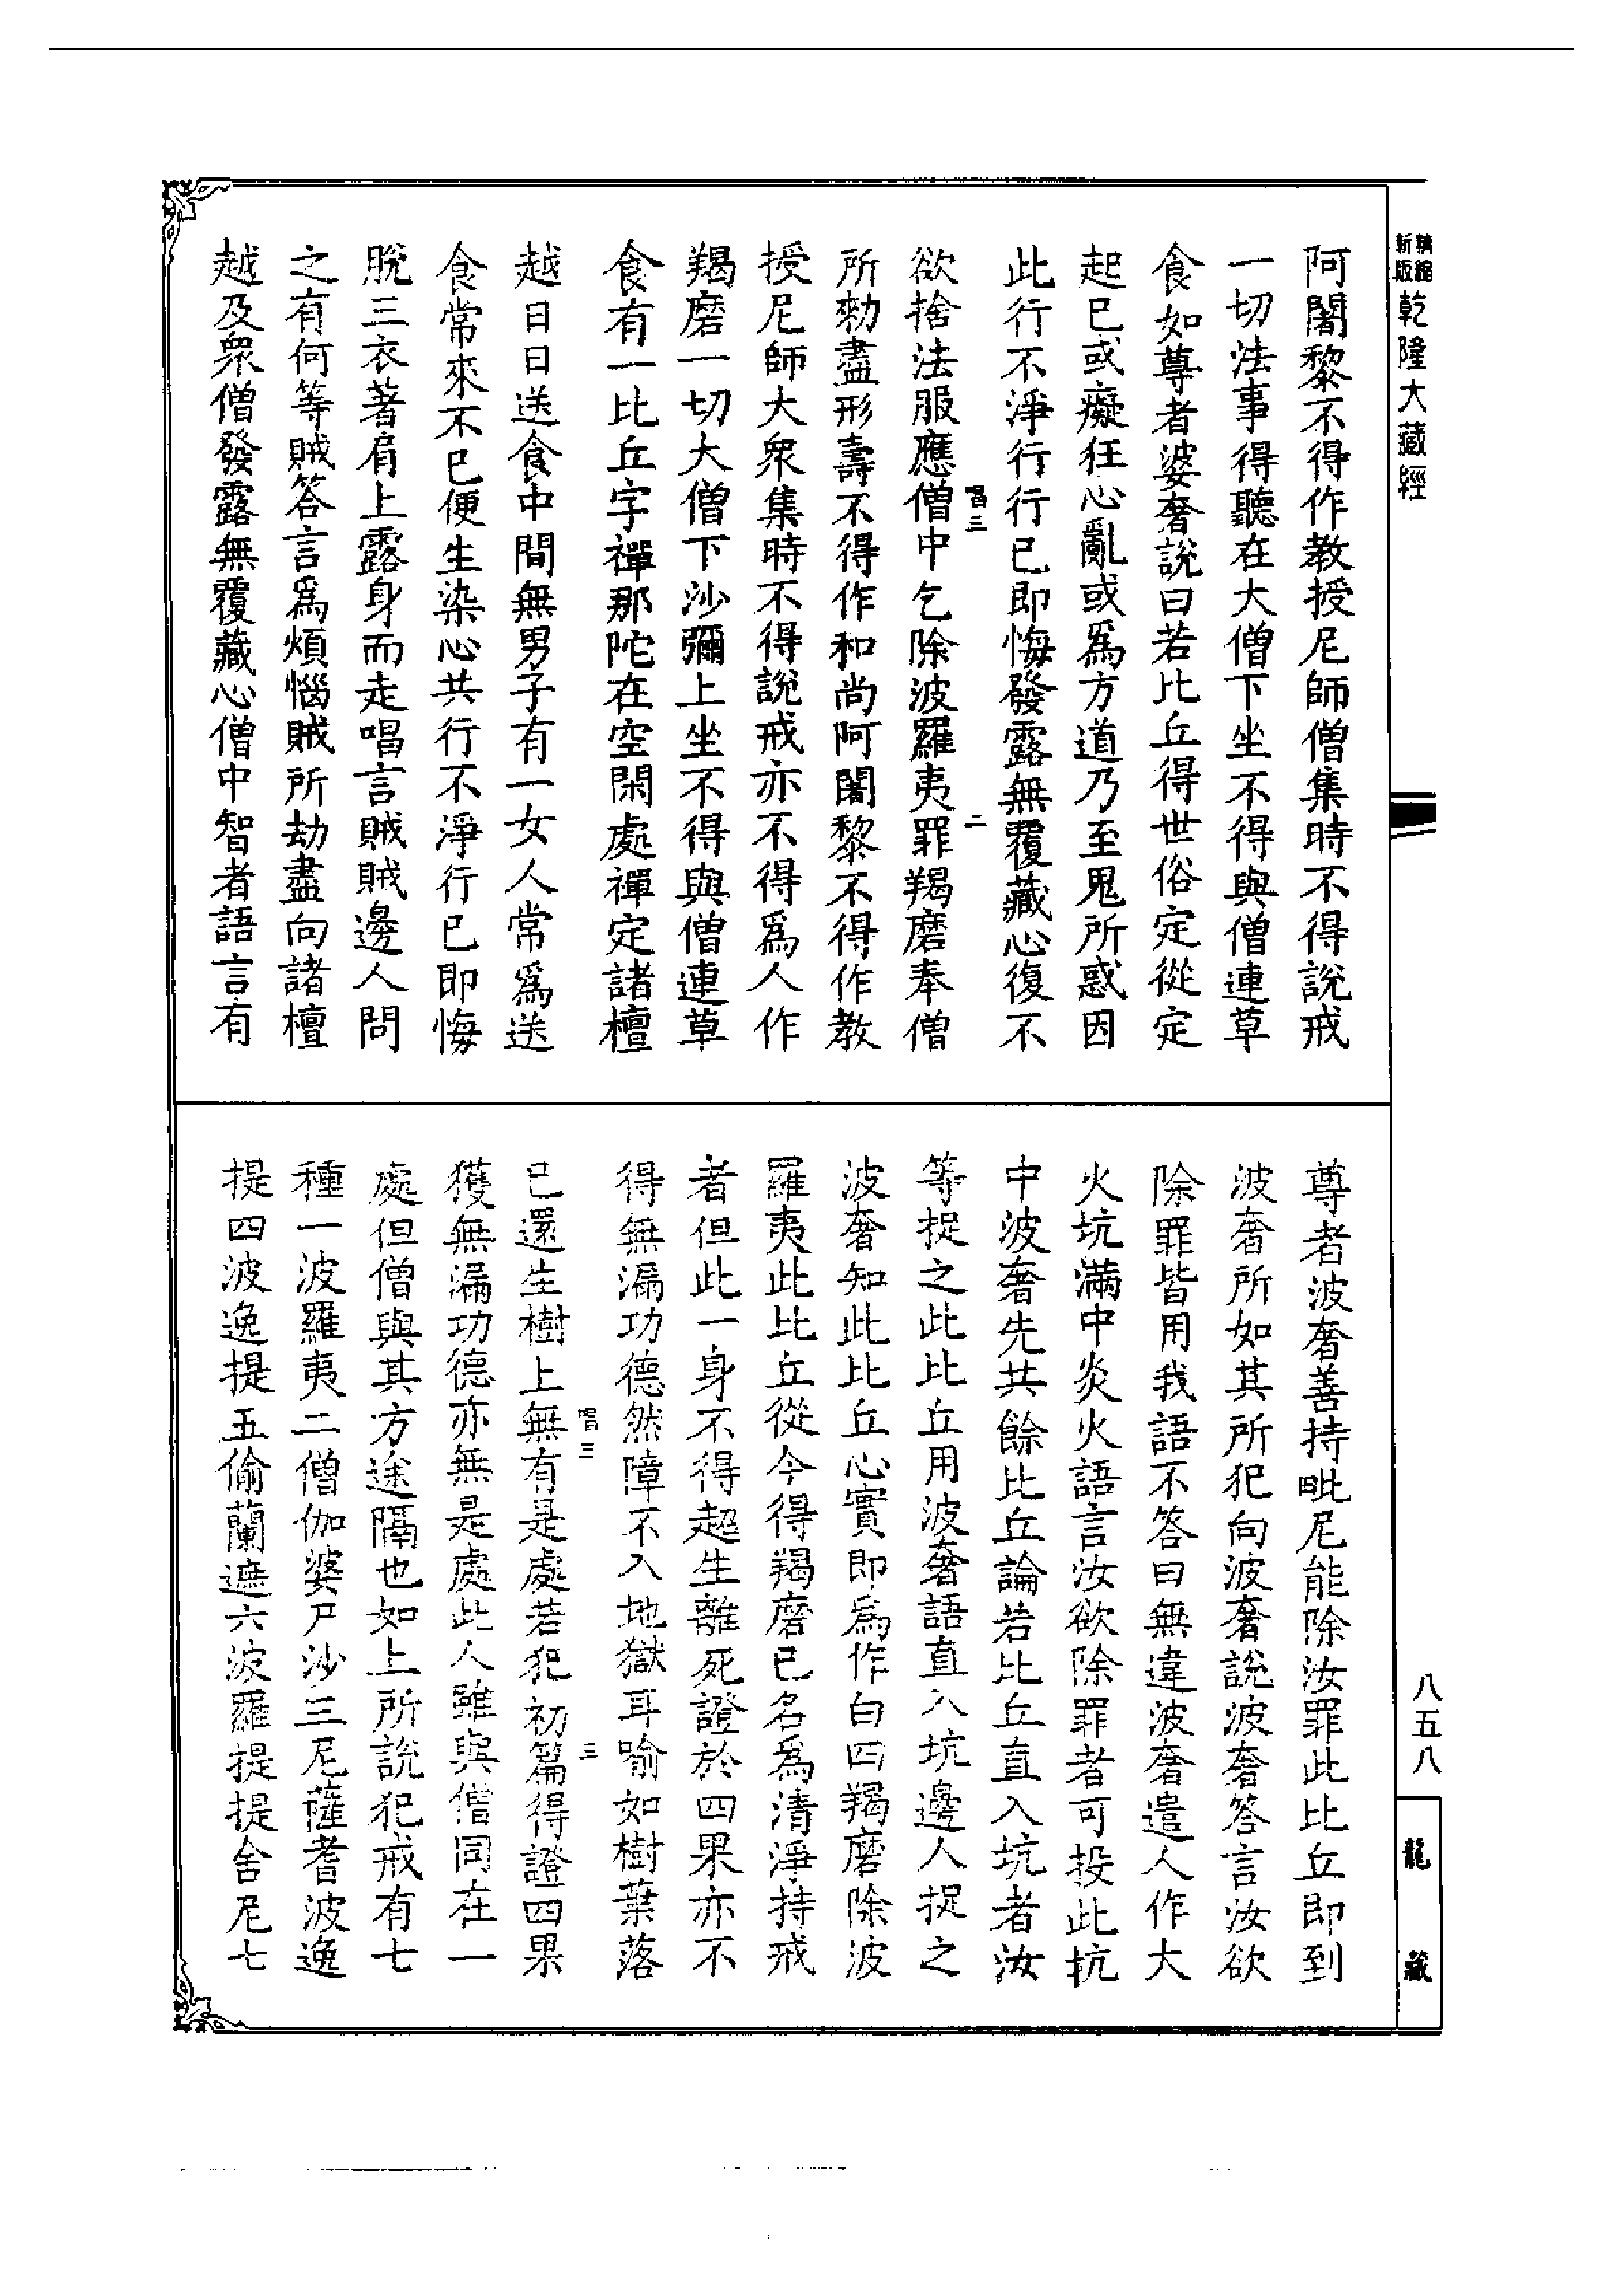 精縮新版
乾隆大藏經
阿闍黎不得作教授尼師僧集時不得說戒
一切法事得聽在大僧下坐不得與僧連草
食如尊者婆奢說曰若比丘得世俗定從定
起已或癡狂心亂或爲方道乃至鬼所惑因
此行不淨行行已即悔發露無覆藏心復不
唱三
二
欲捨法服應僧中乞除波羅夷罪羯磨奉僧
所勑盡形壽不得作和尚阿闍黎不得作教
授尼師大衆集時不得說戒亦不得爲人作
羯磨一切大僧下沙彌上坐不得與僧連草
食有一比丘字禪那陀在空閑處禪定諸檀
越日日送食中間無男子有一女人常爲送
食常來不已便生染心共行不淨行已即悔
脫三衣著肩上露身而走唱言賊賊邊人問
之有何等賊答言爲煩惱賊所劫盡向諸檀
越及衆僧發露無覆藏心僧中智者語言有
尊者波奢善持毗尼能除汝罪此比丘即到
波奢所如其所犯向波奢說波奢答言汝欲
除罪皆用我語不答曰無違波奢遣人作大
火坑滿中炎火語言汝欲除罪者可投此坑
中波奢先共餘比丘論若比丘直入坑者汝
等捉之此比丘用波奢語直入坑邊人捉之
波奢知此比丘心實即爲作白四羯磨除波
羅夷此比丘從今得羯磨已名爲清淨持戒
者但此一身不得超生離死證於四果亦不
得無漏功德然障不入地獄耳喻如樹葉落
唱三
三
已還生樹上無有是處若犯初篇得證四果
獲無漏功德亦無是處此人雖與僧同在一
處但僧與其方途隔也如上所說犯戒有七
種一波羅夷二僧伽婆尸沙三尼薩耆波逸
提四波逸提五偷蘭遮六波羅提提舍尼七
八五八
龍藏